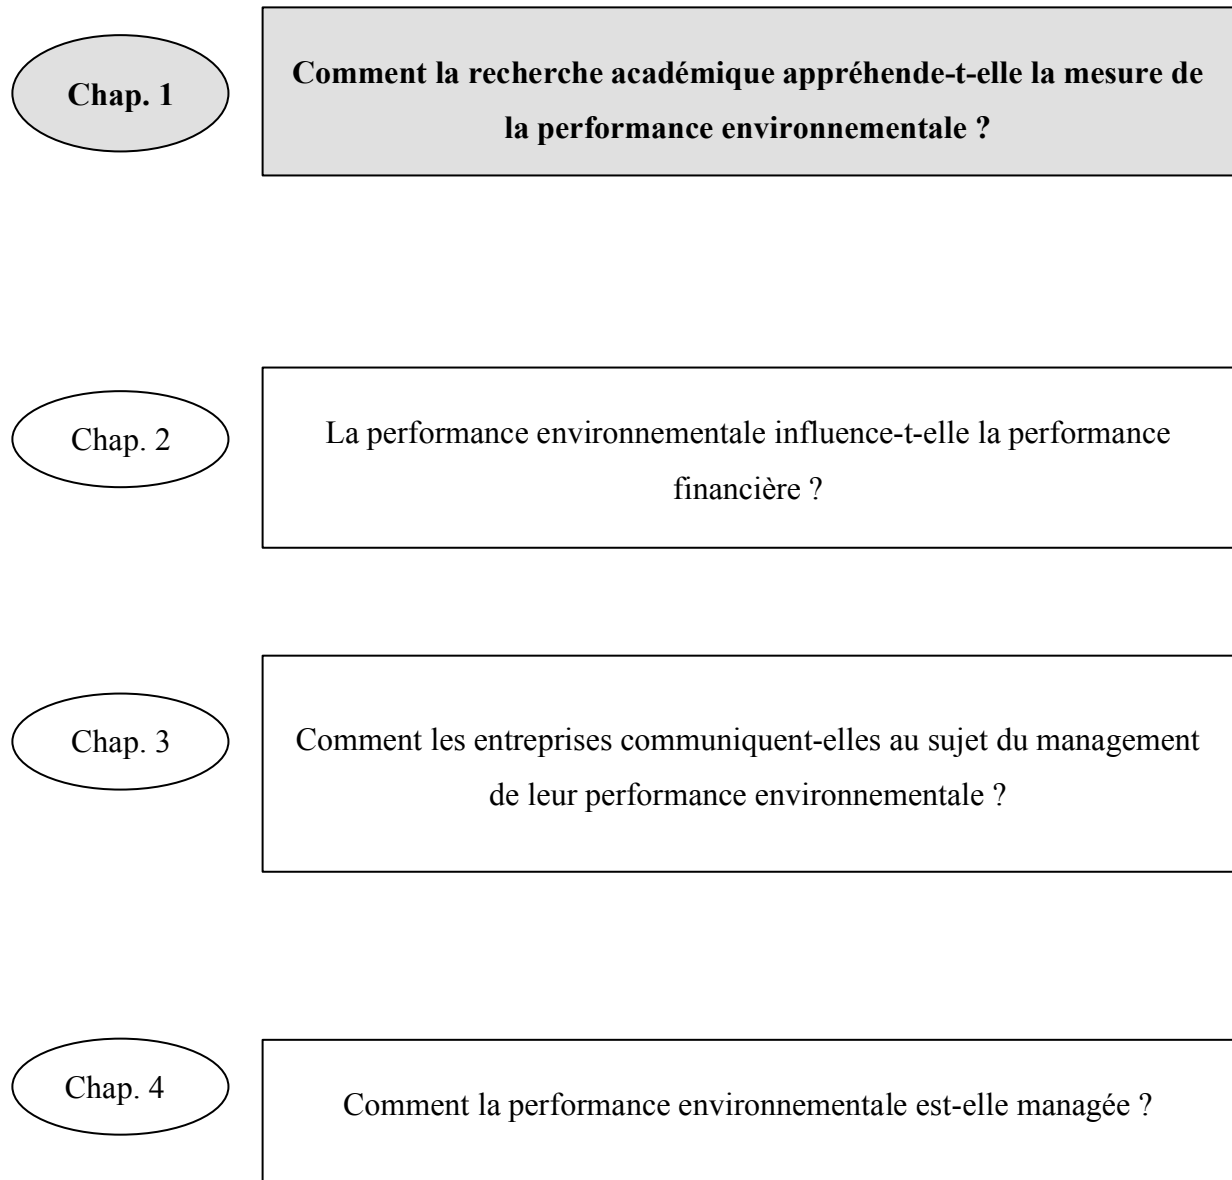 Chap. 1
Comment la recherche académique appréhende-t-elle la mesure de
la performance environnementale ?
Chap. 2
La performance environnementale influence-t-elle la performance
financière ?
Chap. 3
Comment les entreprises communiquent-elles au sujet du management
de leur performance environnementale ?
Chap. 4
Comment la performance environnementale est-elle managée ?